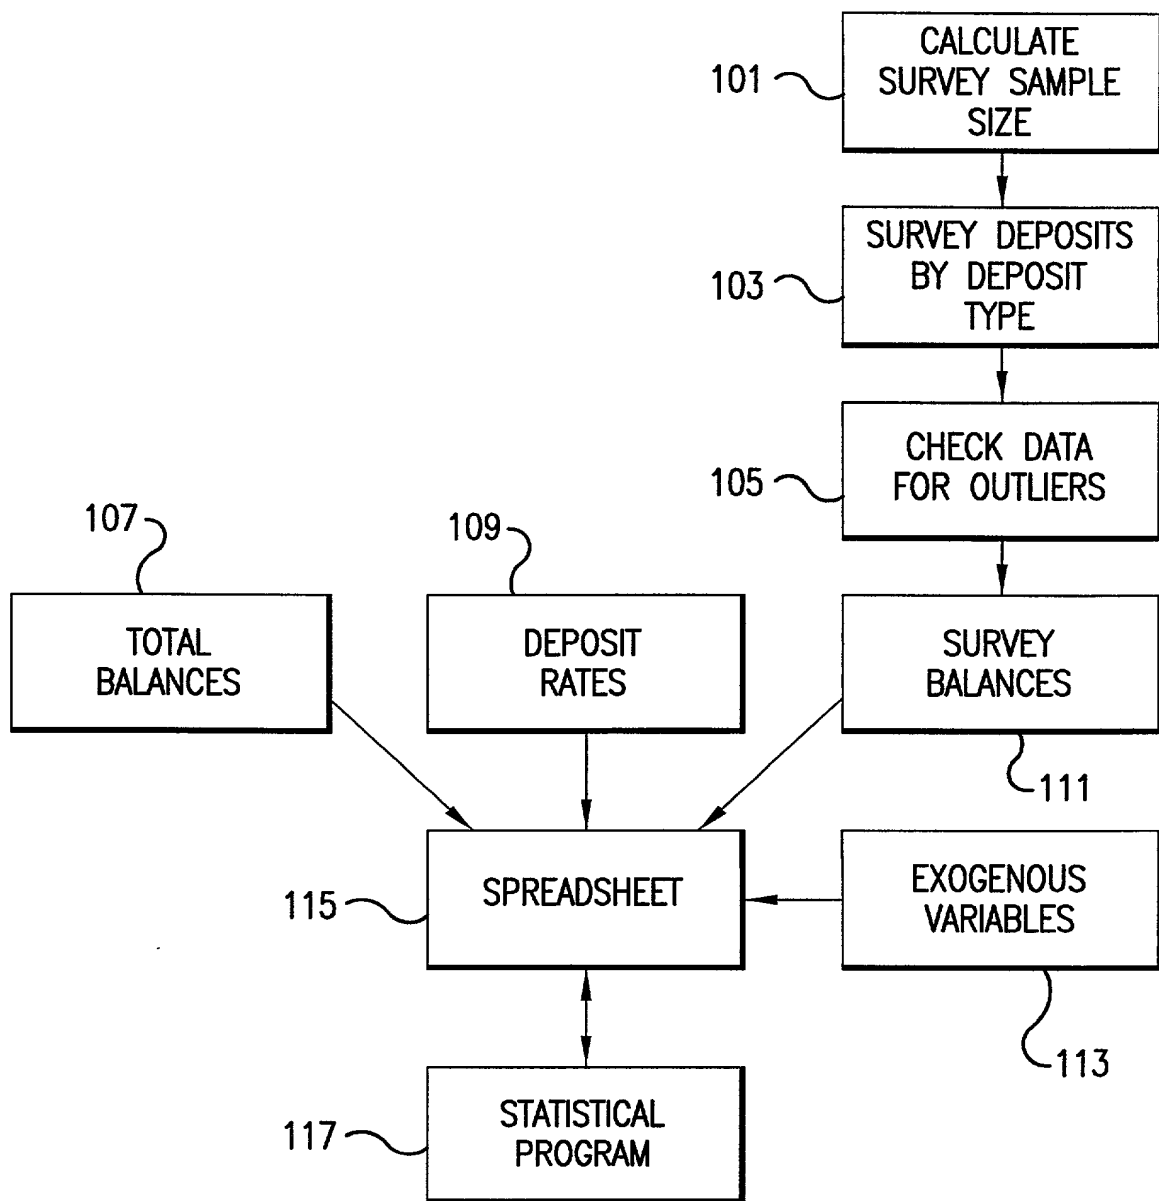 CALCULATE
SURVEY SAMPLE
SIZE
101
SURVEY DEPOSITS
BY DEPOSIT
TYPE
103
CHECK DATA
FOR OUTLIERS
105
107
109
TOTAL
BALANCES
DEPOSIT
RATES
SURVEY
BALANCES
111
SPREADSHEET
115
EXOGENOUS
VARIABLES
113
STATISTICAL
PROGRAM
117